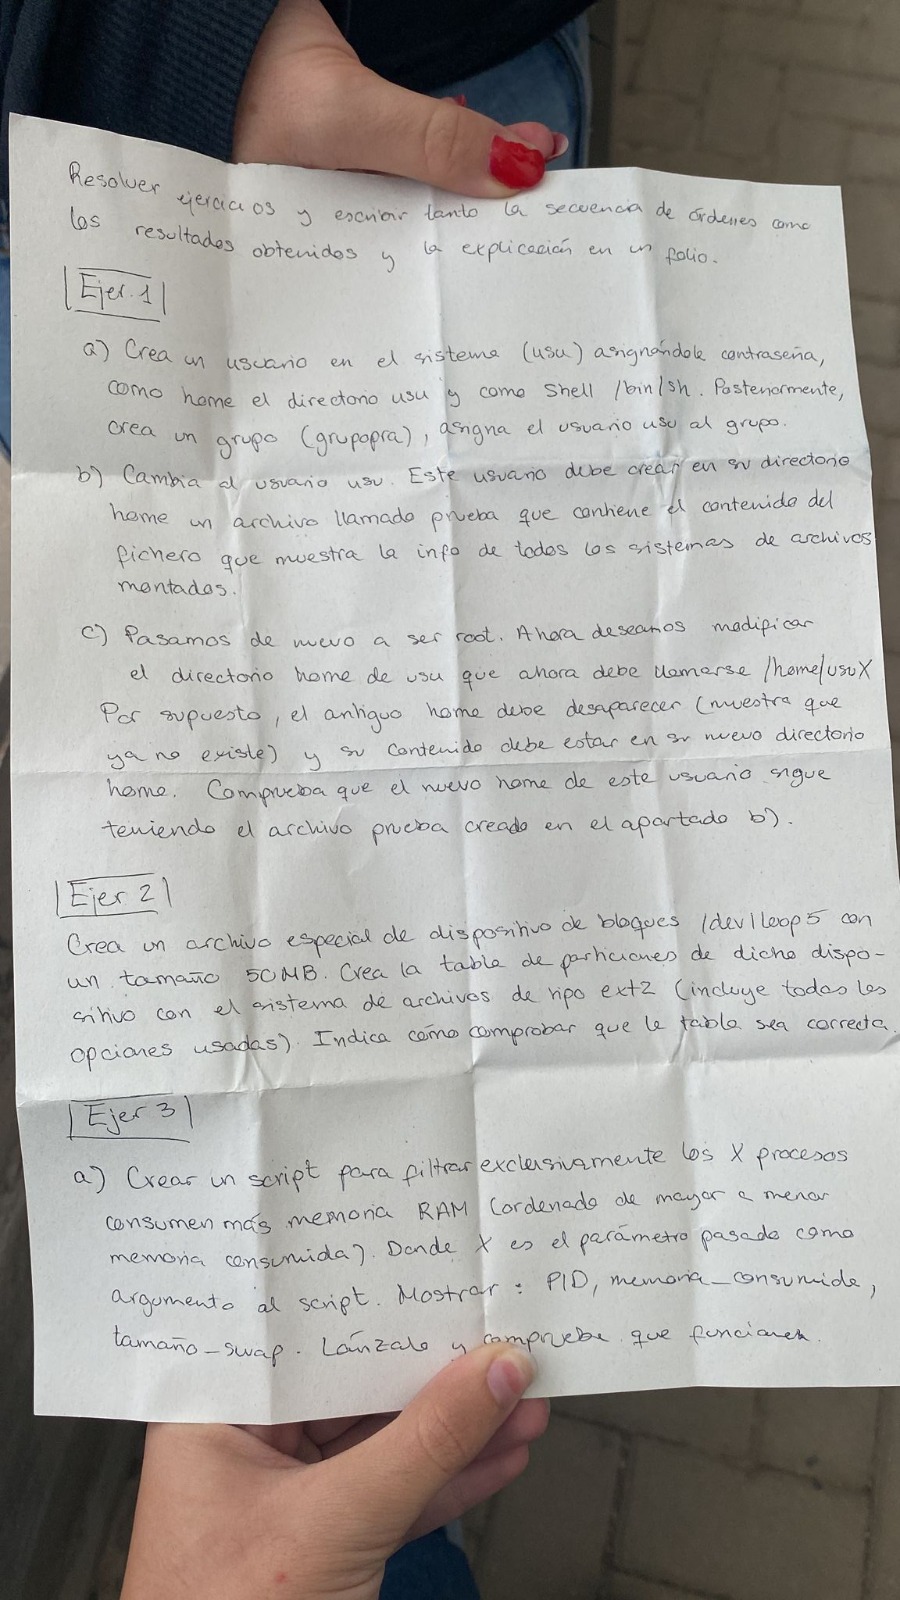 Resolver ejercicios y escribir tanto la secuencia de órdenes como
los resultados obtenidos y la explicación en un folio.
Ejer. 1
a) Crea un usuario en el sistema (usu) asignándole contraseña,
como home el directorio usu y como Shell /bin/sh. Posteriormente,
crea un grupo (grupopra), asigna el usuario usu al grupo.
b) Cambia al usuario usu. Este usuario debe crear en su directorio
home un archivo llamado prueba que contiene el contenido del
fichero que muestra la info de todos los sistemas de archivos
montados.
c) Pasamos de nuevo a ser root. Ahora deseamos modificar
el directorio home de usu que ahora debe llamarse /home/usuX
Por supuesto, el antiguo home debe desaparecer (muestra que
ya no existe) y su contenido debe estar en su nuevo directorio
home. Comprueba que el nuevo home de este usuario sigue
teniendo el archivo prueba creado en el apartado b).
Ejer 2
Crea un archivo especial de dispositivo de bloques /dev/loop5 con
un tamaño 50MB. Crea la tabla de particiones de dicho dispo-
sitivo con el sistema de archivos de tipo ext2 (incluye todas las
opciones usadas). Indica cómo comprobar que la tabla sea correcta.
Ejer 3
a) Crear un script para filtrar exclusivamente los X procesos
consumen más memoria RAM (ordenado de mayor a menor
memoria consumida). Donde X es el parámetro pasado como
argumento al script. Mostrar: PID, memoria_consumida,
tamaño_swap. Lánzalo y comprueba que funciona.